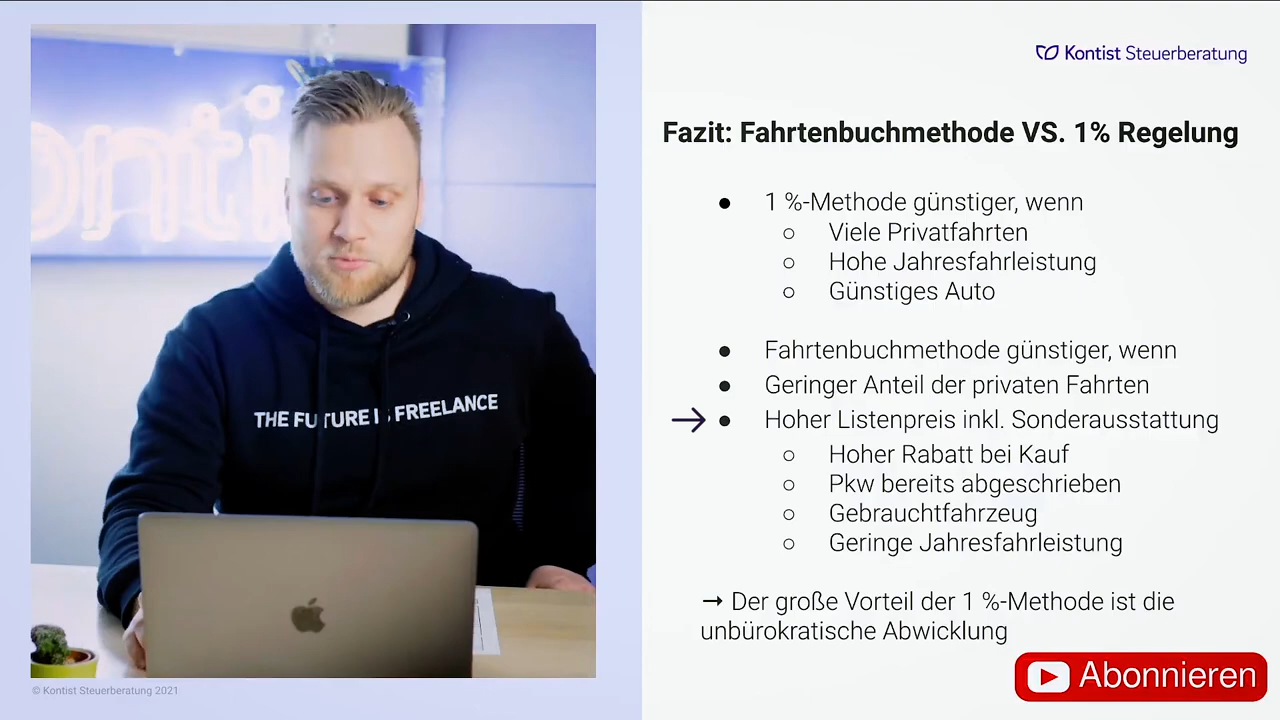 Kontist Steuerberatung
Fazit: Fahrtenbuchmethode VS. 1% Regelung
1 %-Methode günstiger, wenn
Viele Privatfahrten
Hohe Jahresfahrleistung
Günstiges Auto
Fahrtenbuchmethode günstiger, wenn
Geringer Anteil der privaten Fahrten
Hoher Listenpreis inkl. Sonderausstattung
Hoher Rabatt bei Kauf
Pkw bereits abgeschrieben
Gebrauchtfahrzeug
Geringe Jahresfahrleistung
→ Der große Vorteil der 1 %-Methode ist die
unbürokratische Abwicklung
Abonnieren
THE FUTURE IS FREELANCE
© Kontist Steuerberatung 2021